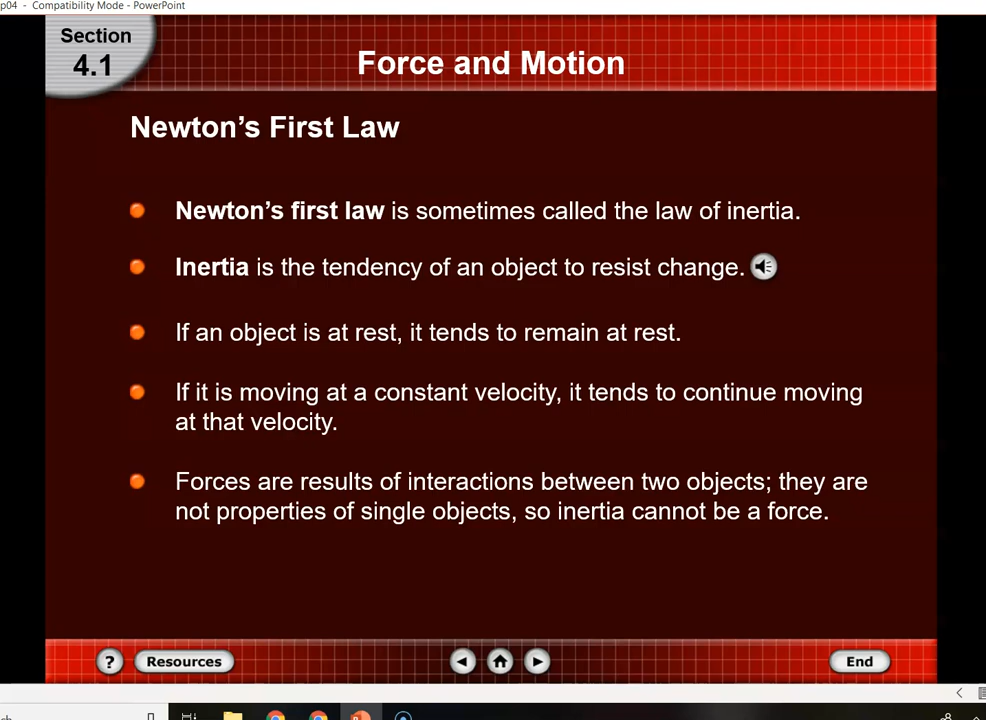 p04 - Compatibility Mode - PowerPoint
Section
4.1
Force and Motion
Newton's First Law
Newton's first law is sometimes called the law of inertia.
Inertia is the tendency of an object to resist change.
If an object is at rest, it tends to remain at rest.
If it is moving at a constant velocity, it tends to continue moving
at that velocity.
Forces are results of interactions between two objects; they are
not properties of single objects, so inertia cannot be a force.
?
Resources
End